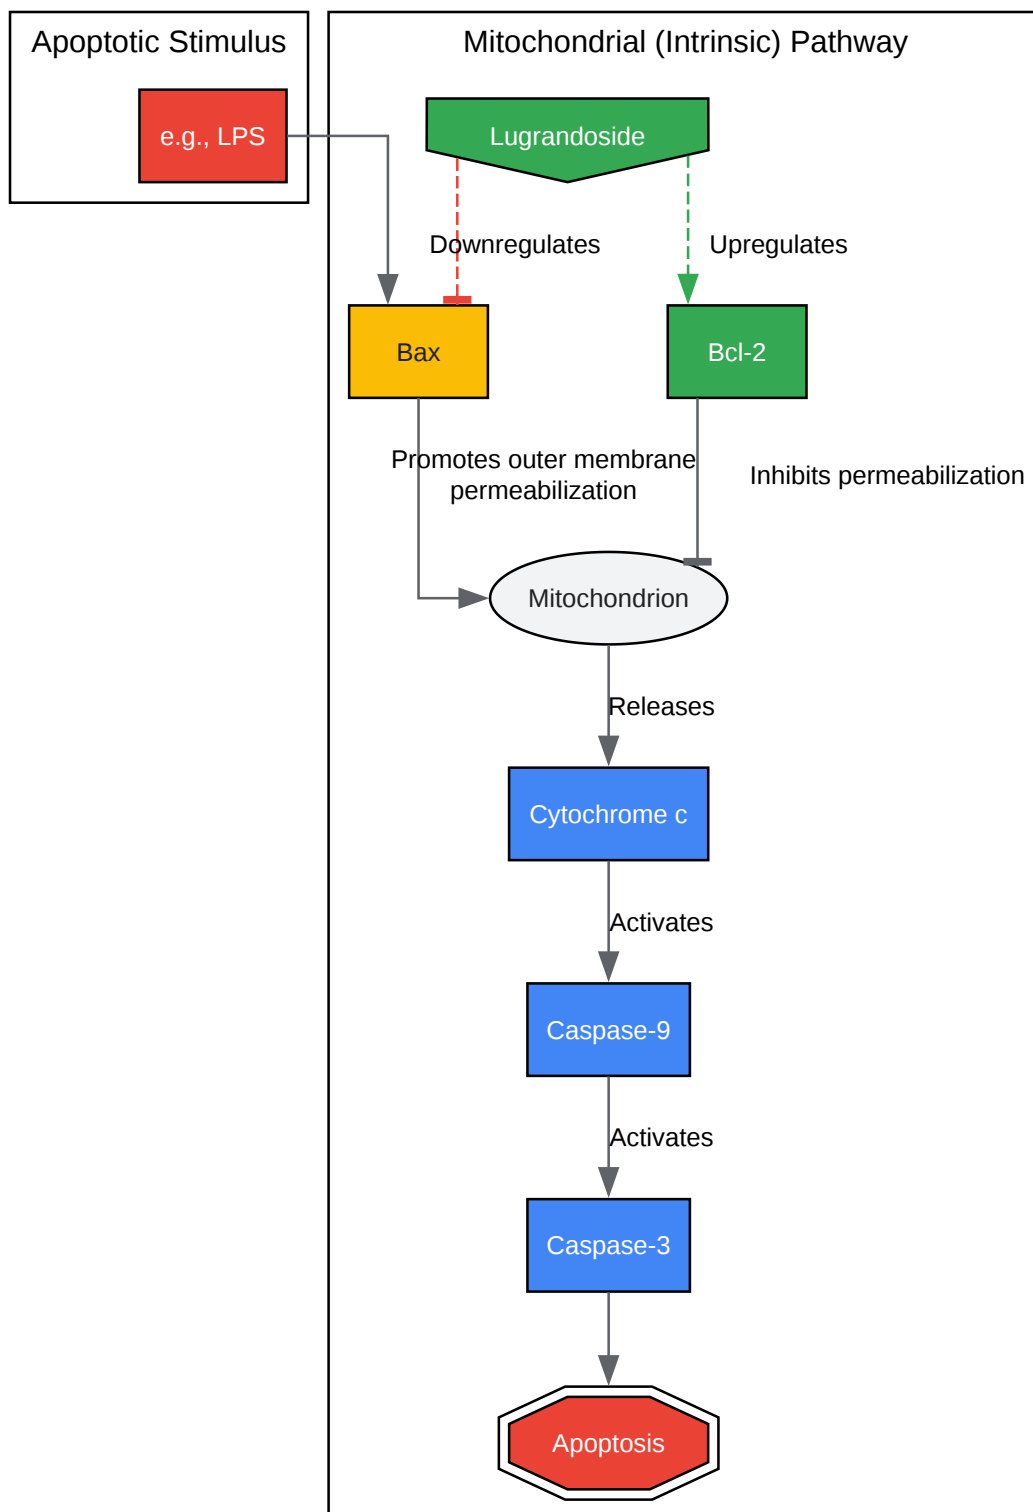 Apoptotic Stimulus
Mitochondrial (Intrinsic) Pathway
e.g., LPS
Lugrandoside
Downregulates
Upregulates
Bax
Bcl-2
Promotes outer membrane
permeabilization
Inhibits permeabilization
Mitochondrion
Releases
Cytochrome c
Activates
Caspase-9
Activates
Caspase-3
Apoptosis